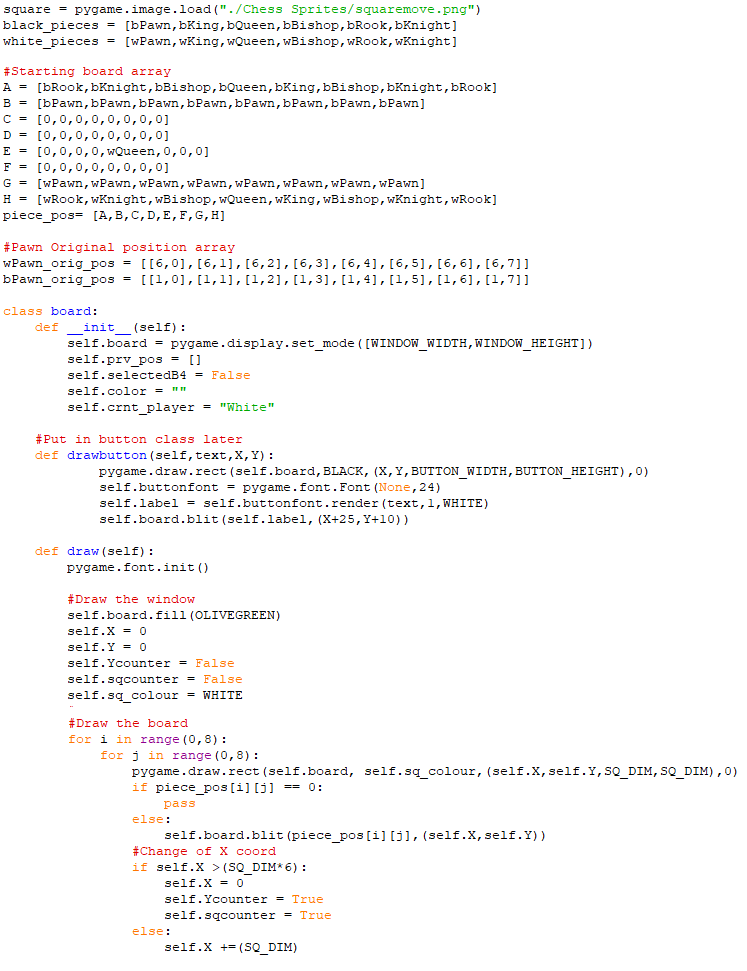 square = pygame.image.load("./Chess Sprites/squaremove.png")
black_pieces = [bPawn,bKing,bQueen,bBishop,bRook,bKnight]
white_pieces = [wPawn,wKing,wQueen,wBishop,wRook,wKnight]

#Starting board array
A = [bRook,bKnight,bBishop,bQueen,bKing,bBishop,bKnight,bRook]
B = [bPawn,bPawn,bPawn,bPawn,bPawn,bPawn,bPawn,bPawn]
C = [0,0,0,0,0,0,0,0]
D = [0,0,0,0,0,0,0,0]
E = [0,0,0,0,wQueen,0,0,0]
F = [0,0,0,0,0,0,0,0]
G = [wPawn,wPawn,wPawn,wPawn,wPawn,wPawn,wPawn,wPawn]
H = [wRook,wKnight,wBishop,wQueen,wKing,wBishop,wKnight,wRook]
piece_pos= [A,B,C,D,E,F,G,H]

#Pawn Original position array
wPawn_orig_pos = [[6,0],[6,1],[6,2],[6,3],[6,4],[6,5],[6,6],[6,7]]
bPawn_orig_pos = [[1,0],[1,1],[1,2],[1,3],[1,4],[1,5],[1,6],[1,7]]

class board:
    def __init__(self):
        self.board = pygame.display.set_mode([WINDOW_WIDTH,WINDOW_HEIGHT])
        self.prv_pos = []
        self.selectedB4 = False
        self.color = ""
        self.crnt_player = "White"

    #Put in button class later
    def drawbutton(self,text,X,Y):
            pygame.draw.rect(self.board,BLACK,(X,Y,BUTTON_WIDTH,BUTTON_HEIGHT),0)
            self.buttonfont = pygame.font.Font(None,24)
            self.label = self.buttonfont.render(text,1,WHITE)
            self.board.blit(self.label,(X+25,Y+10))

    def draw(self):
        pygame.font.init()

        #Draw the window
        self.board.fill(OLIVEGREEN)
        self.X = 0
        self.Y = 0
        self.Ycounter = False
        self.sqcounter = False
        self.sq_colour = WHITE

        #Draw the board
        for i in range(0,8):
            for j in range(0,8):
                pygame.draw.rect(self.board, self.sq_colour,(self.X,self.Y,SQ_DIM,SQ_DIM),0)
                if piece_pos[i][j] == 0:
                    pass
                else:
                    self.board.blit(piece_pos[i][j],(self.X,self.Y))
                #Change of X coord
                if self.X >(SQ_DIM*6):
                    self.X = 0
                    self.Ycounter = True
                    self.sqcounter = True
                else:
                    self.X +=(SQ_DIM)